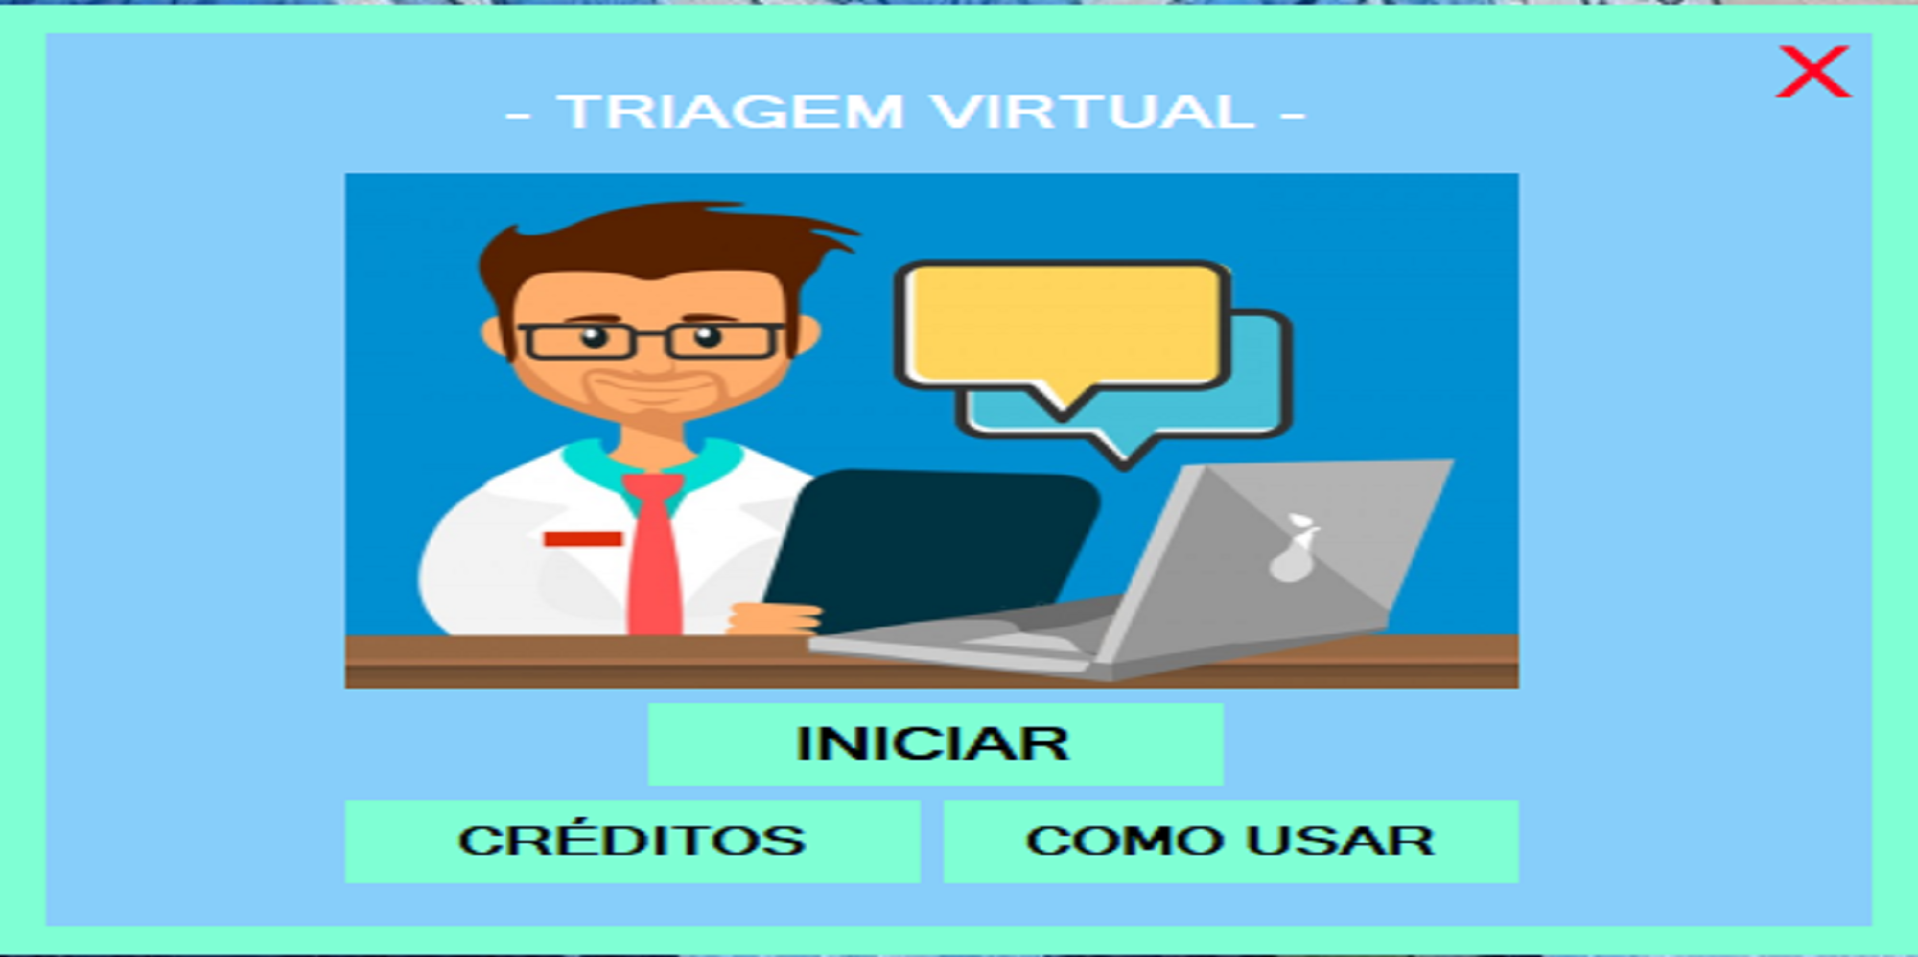 X
- TRIAGEM VIRTUAL -
INICIAR
CRÉDITOS
COMO USAR